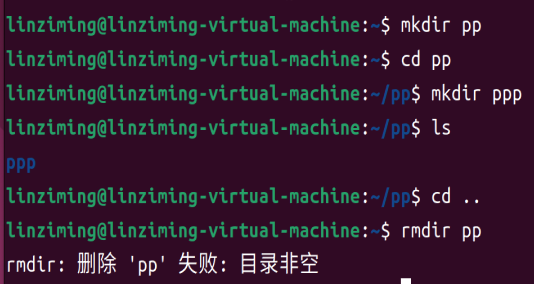 linziming@linziming-virtual-machine:~$ mkdir pp
linziming@linziming-virtual-machine:~$ cd pp
linziming@linziming-virtual-machine:~/pp$ mkdir ppp
linziming@linziming-virtual-machine:~/pp$ ls
ppp
linziming@linziming-virtual-machine:~/pp$ cd ..
linziming@linziming-virtual-machine:~$ rmdir pp
rmdir: 删除 'pp' 失败: 目录非空